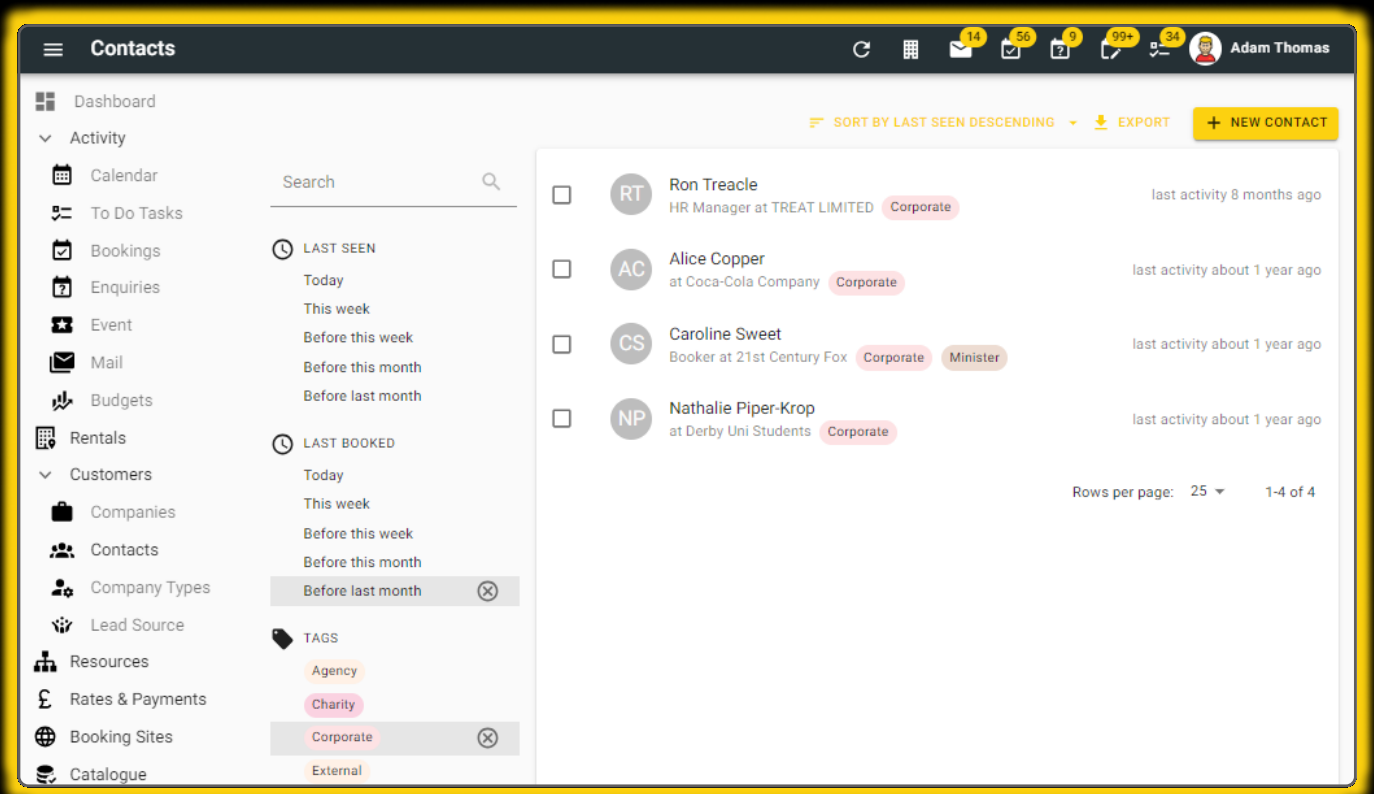 Contacts
14
56
9
99+
34
Adam Thomas
Dashboard
Activity
Calendar
To Do Tasks
Bookings
Enquiries
Event
Mail
Budgets
Rentals
Customers
Companies
Contacts
Company Types
Lead Source
Resources
£ Rates & Payments
Booking Sites
Catalogue
Search
LAST SEEN
Today
This week
Before this week
Before this month
Before last month
LAST BOOKED
Today
This week
Before this week
Before this month
Before last month
TAGS
Agency
Charity
Corporate
External
SORT BY LAST SEEN DESCENDING
EXPORT
+ NEW CONTACT
RT
Ron Treacle
HR Manager at TREAT LIMITED Corporate
last activity 8 months ago
AC
Alice Copper
at Coca-Cola Company Corporate
last activity about 1 year ago
CS
Caroline Sweet
Booker at 21st Century Fox Corporate Minister
last activity about 1 year ago
NP
Nathalie Piper-Krop
at Derby Uni Students Corporate
last activity about 1 year ago
Rows per page: 25 1-4 of 4